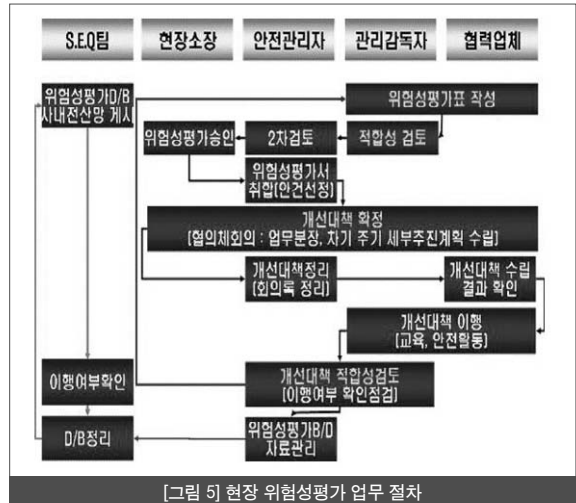 S.E.Q팀 현장소장 안전관리자 관리감독자 협력업체
위험성평가D/B
사내전산망 게시
위험성평가표 작성
위험성평가승인 2차검토 적합성 검토
위험성평가서
취합(안건선정)
개선대책 확정
[협의체회의 : 업무분장, 차기 주기 세부추진계획 수립]
개선대책정리
(회의록 정리)
개선대책 수립
결과 확인
개선대책 이행
(교육, 안전활동)
이행여부확인
개선대책 적합성검토
[이행여부 확인점검]
D/B정리
위험성평가B/D
자료관리
[그림 5] 현장 위험성평가 업무 절차